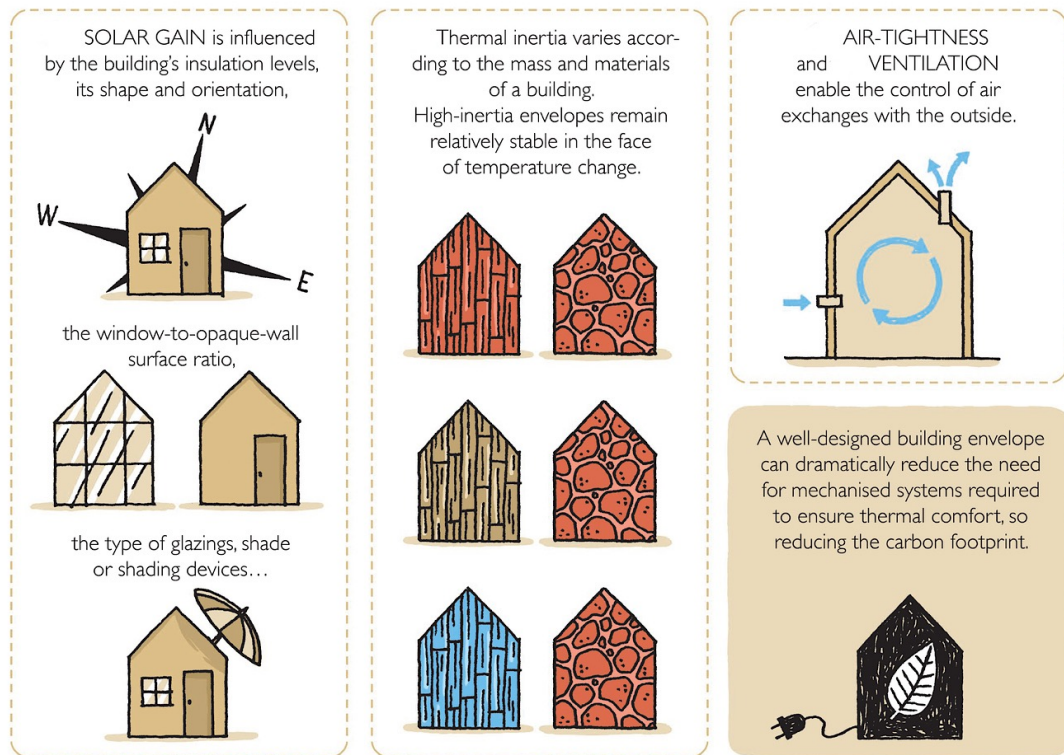 SOLAR GAIN is influenced
by the building's insulation levels,
its shape and orientation,
N
W
E
the window-to-opaque-wall
surface ratio,
the type of glazings, shade
or shading devices…
Thermal inertia varies accor-
ding to the mass and materials
of a building.
High-inertia envelopes remain
relatively stable in the face
of temperature change.
AIR-TIGHTNESS
and VENTILATION
enable the control of air
exchanges with the outside.
A well-designed building envelope
can dramatically reduce the need
for mechanised systems required
to ensure thermal comfort, so
reducing the carbon footprint.